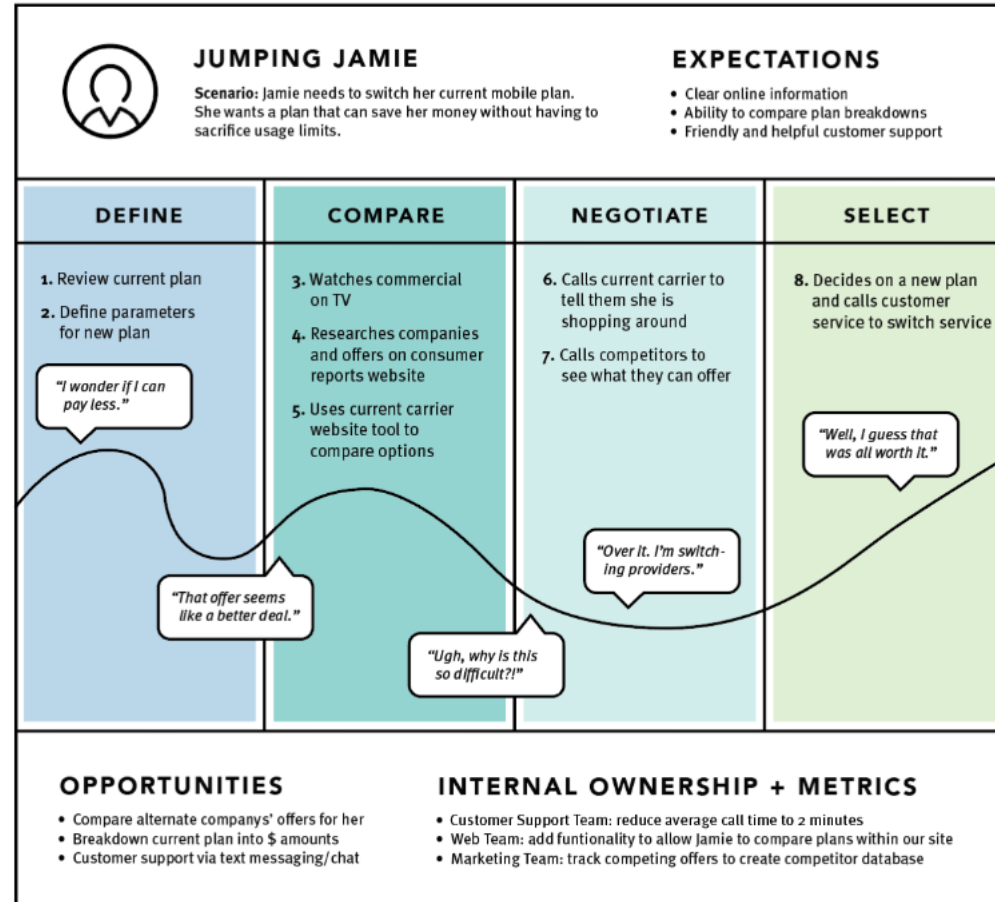 JUMPING JAMIE
Scenario: Jamie needs to switch her current mobile plan.
She wants a plan that can save her money without having to
sacrifice usage limits.
EXPECTATIONS
• Clear online information
• Ability to compare plan breakdowns
• Friendly and helpful customer support
DEFINE
1. Review current plan
2. Define parameters
for new plan
"I wonder if I can
pay less."
COMPARE
3. Watches commercial
on TV
4. Researches companies
and offers on consumer
reports website
5. Uses current carrier
website tool to
compare options
"That offer seems
like a better deal."
NEGOTIATE
6. Calls current carrier to
tell them she is
shopping around
7. Calls competitors to
see what they can offer
"Ugh, why is this
so difficult?!"
"Over it. I'm switch-
ing providers."
SELECT
8. Decides on a new plan
and calls customer
service to switch service
"Well, I guess that
was all worth it."
OPPORTUNITIES
• Compare alternate companys' offers for her
• Breakdown current plan into $ amounts
• Customer support via text messaging/chat
INTERNAL OWNERSHIP + METRICS
• Customer Support Team: reduce average call time to 2 minutes
• Web Team: add funtionality to allow Jamie to compare plans within our site
• Marketing Team: track competing offers to create competitor database